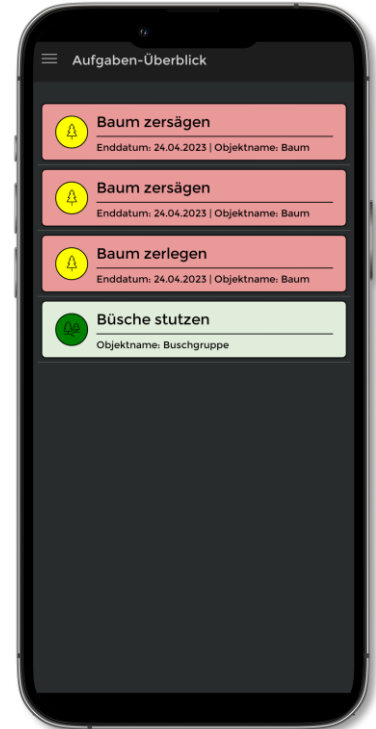 Aufgaben-Überblick
Baum zersägen
Enddatum: 24.04.2023 | Objektname: Baum
Baum zersägen
Enddatum: 24.04.2023 | Objektname: Baum
Baum zerlegen
Enddatum: 24.04.2023 | Objektname: Baum
Büsche stutzen
Objektname: Buschgruppe